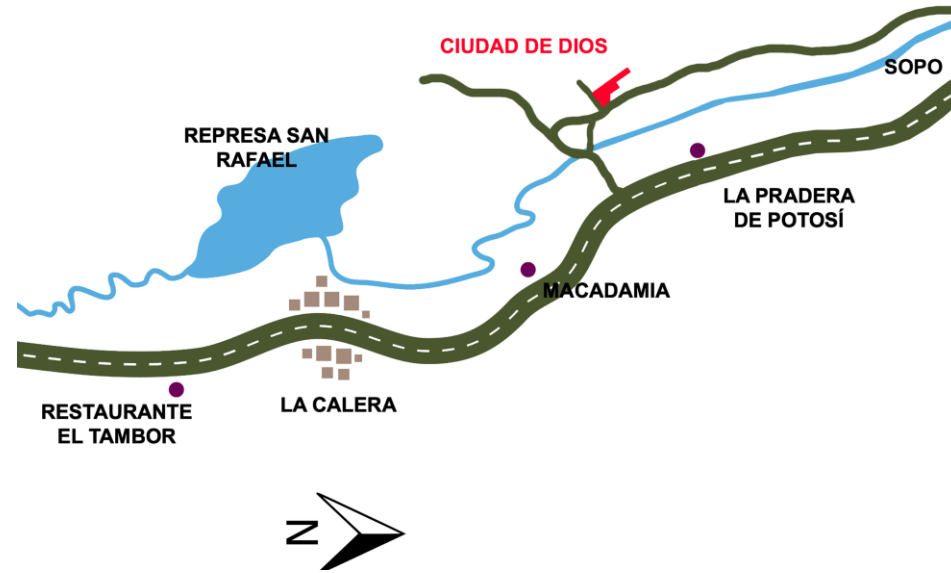 CIUDAD DE DIOS
SOPO
REPRESA SAN
RAFAEL
LA PRADERA
DE POTOSÍ
MACADAMIA
LA CALERA
RESTAURANTE
EL TAMBOR
N